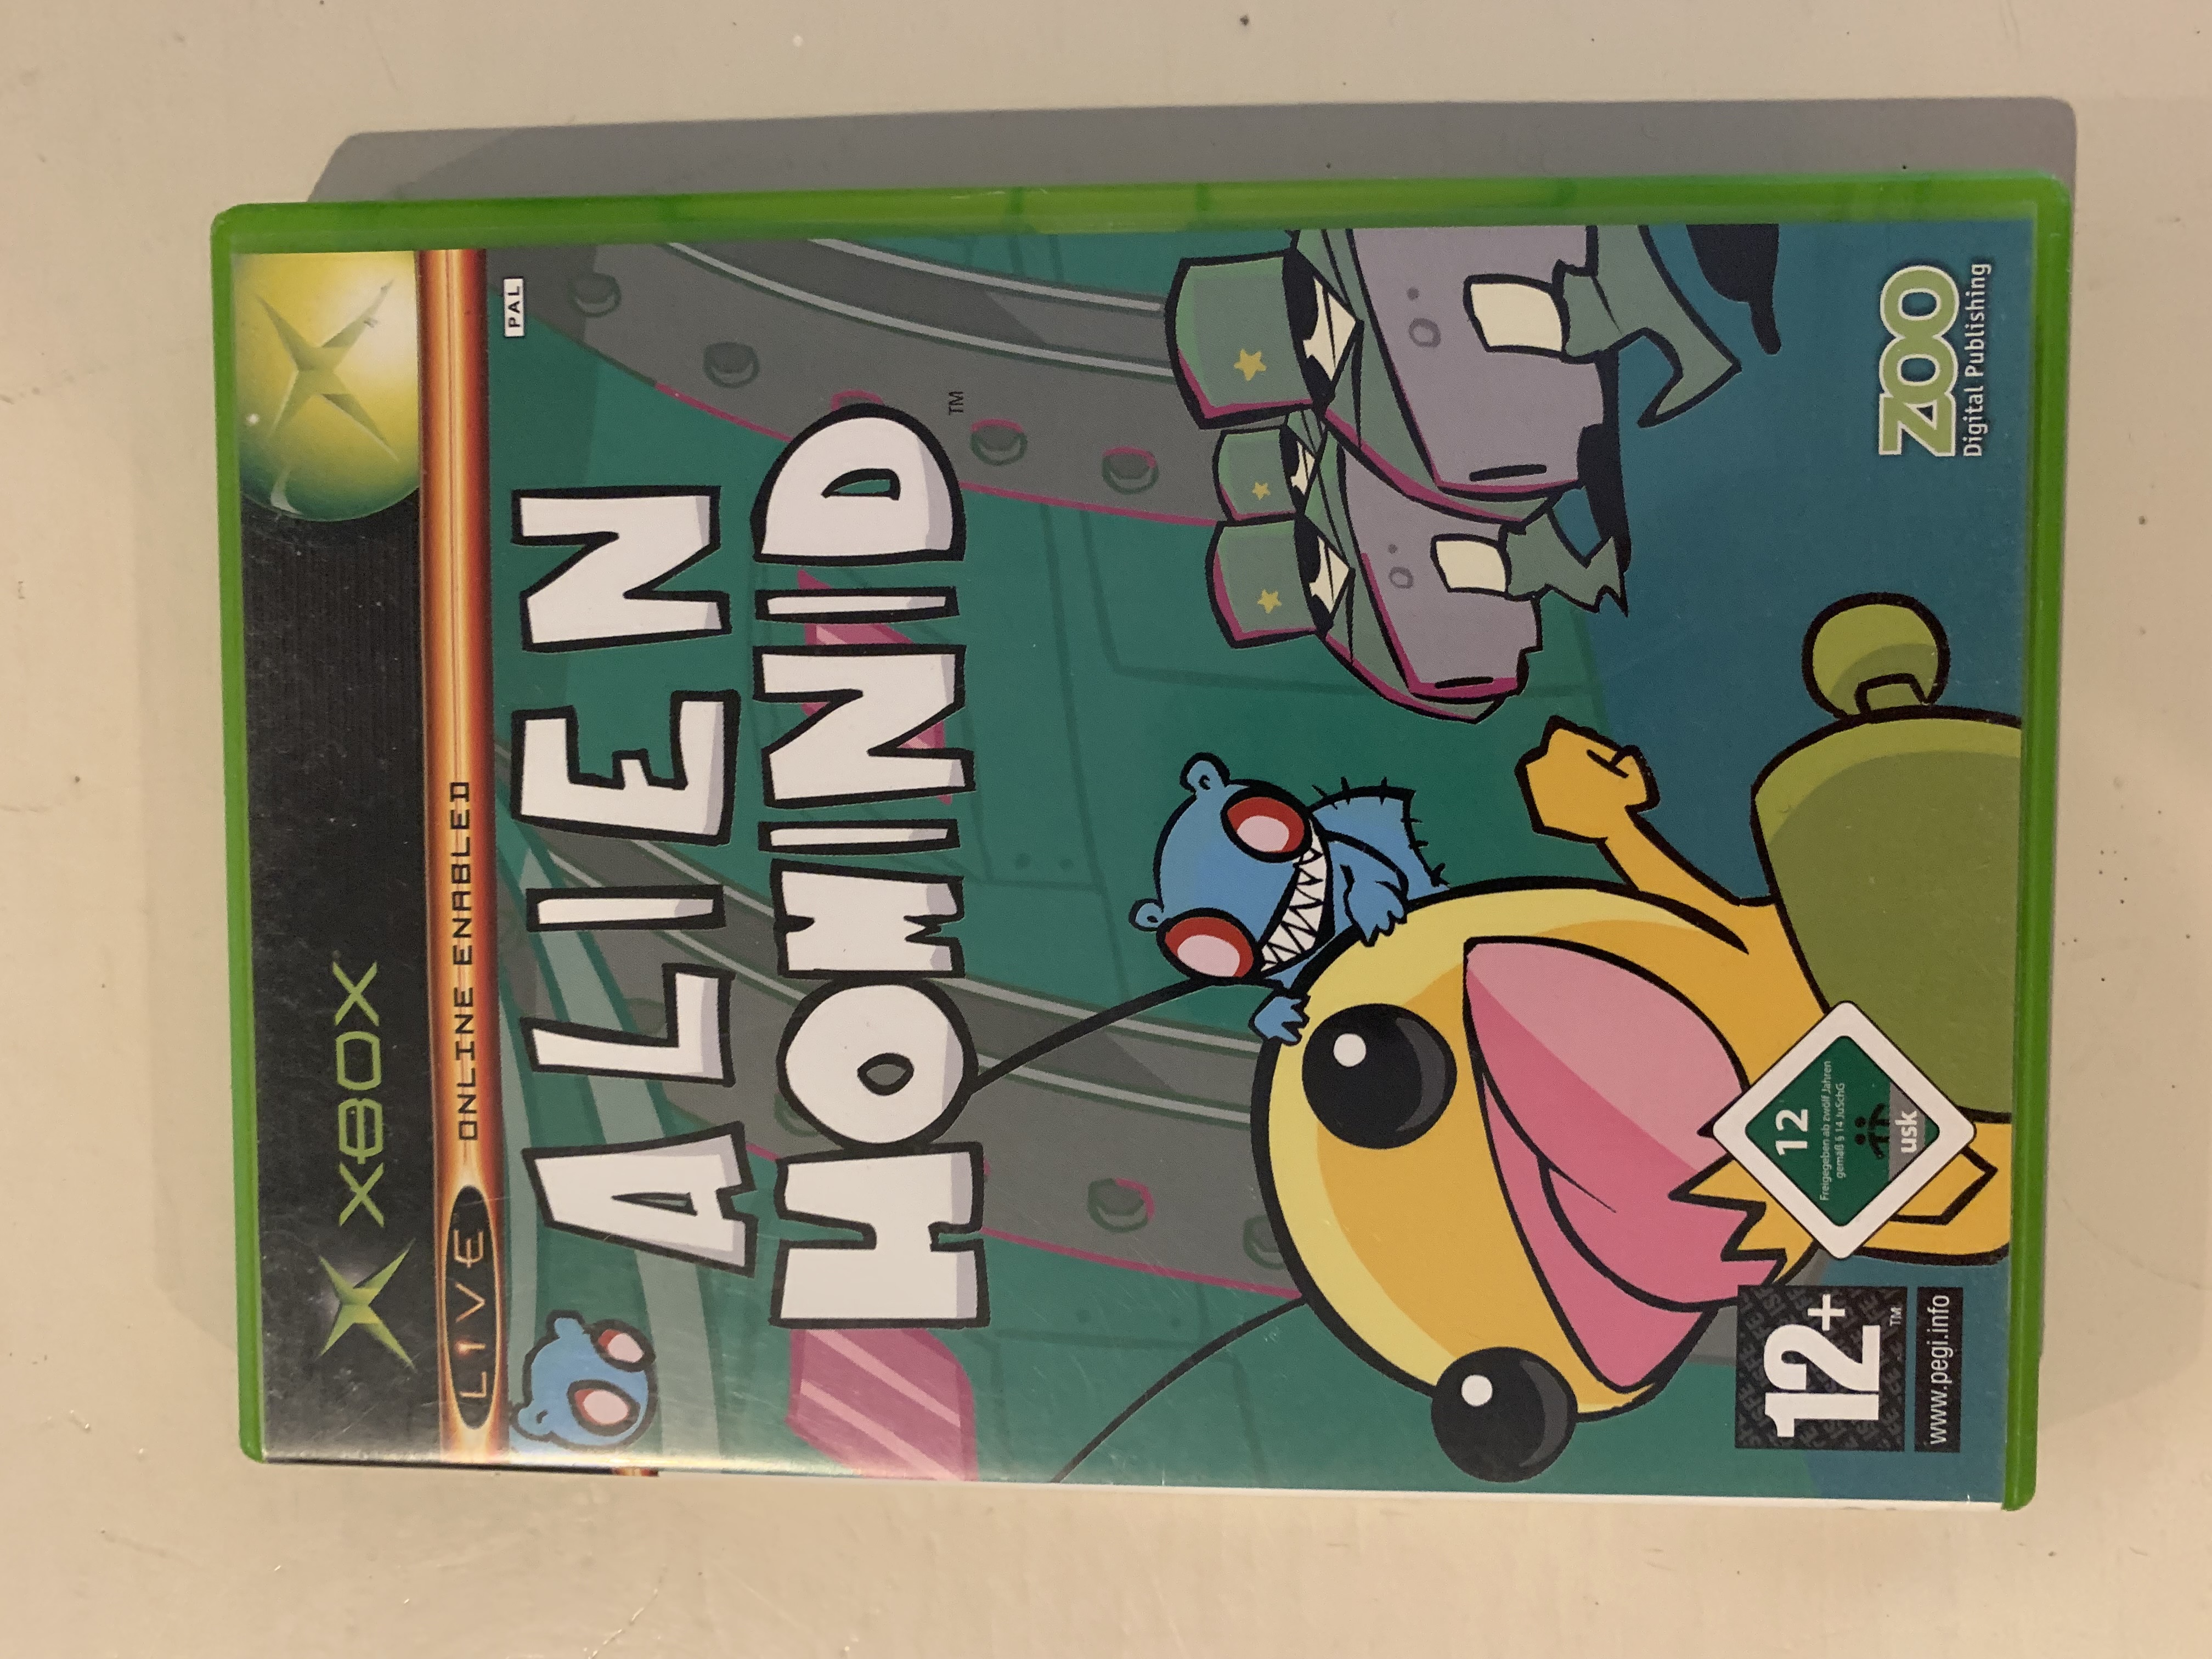 XBOX
LIVE ONLINE ENABLED
PAL
ALIEN
HOMINID
TM
12+
TM
www.pegi.info
12
Freigegeben ab zwölf Jahren
gemäß § 14 JuSchG
usk
ZOO
Digital Publishing